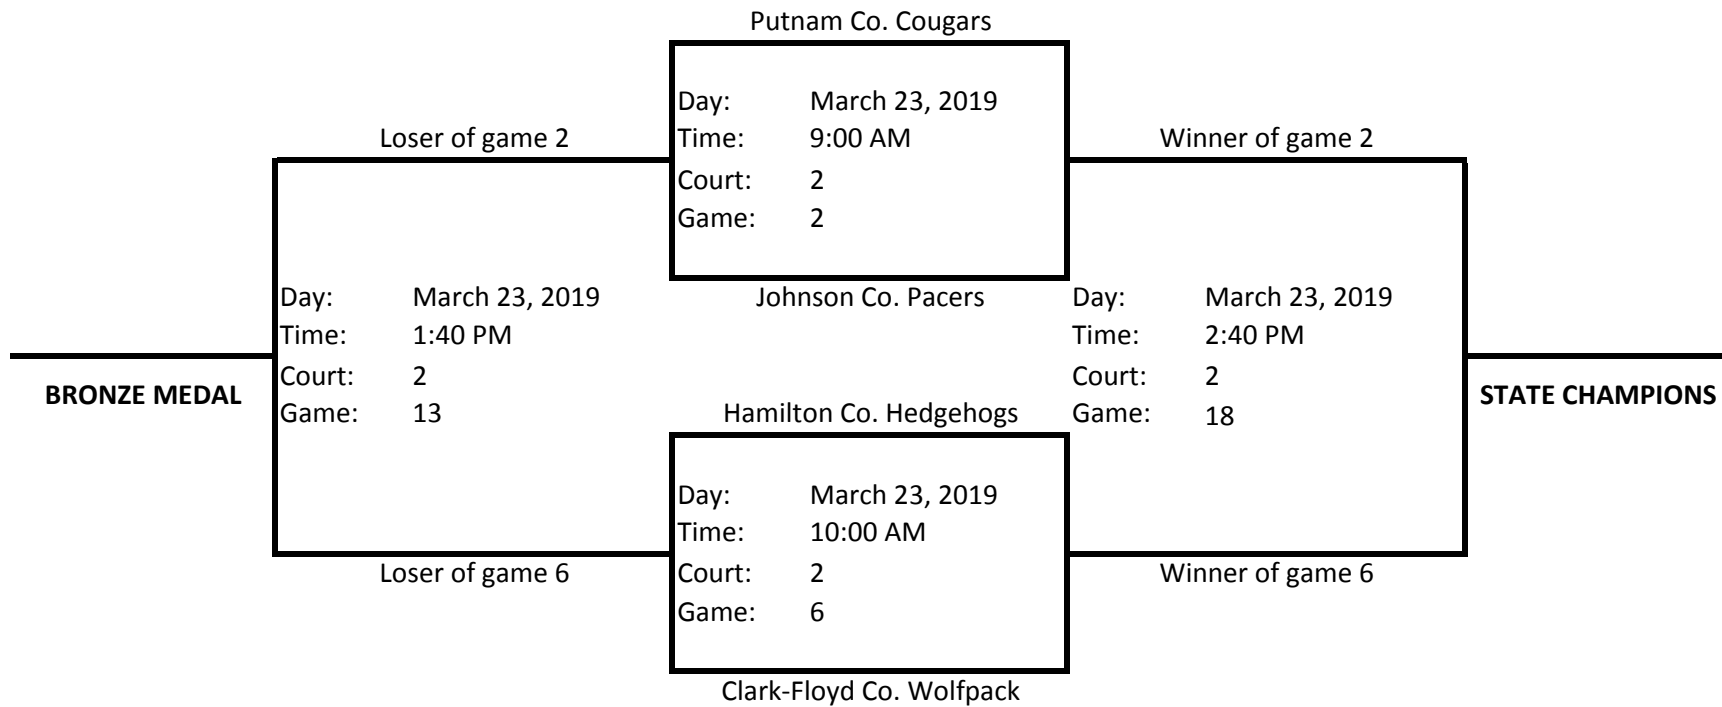 Putnam Co. Cougars
Day: March 23, 2019
Time: 9:00 AM
Court: 2
Game: 2
Johnson Co. Pacers
Loser of game 2
Winner of game 2
Day: March 23, 2019
Time: 1:40 PM
Court: 2
Game: 13
BRONZE MEDAL
Day: March 23, 2019
Time: 2:40 PM
Court: 2
Game: 18
STATE CHAMPIONS
Hamilton Co. Hedgehogs
Day: March 23, 2019
Time: 10:00 AM
Court: 2
Game: 6
Clark-Floyd Co. Wolfpack
Loser of game 6
Winner of game 6